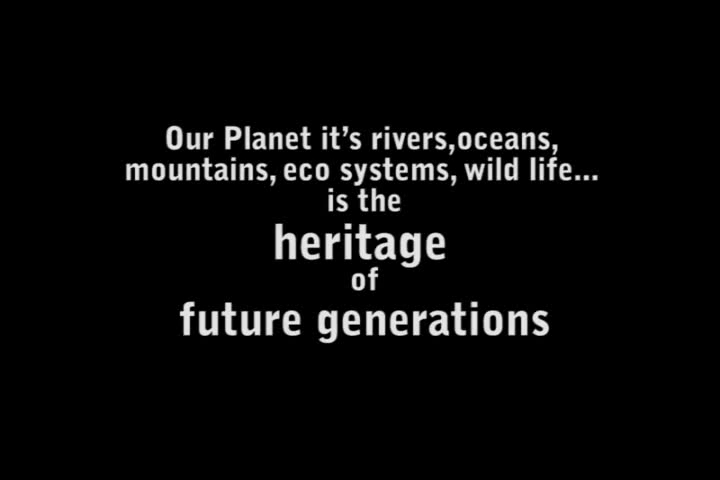 Our Planet it’s rivers,oceans,
mountains, eco systems, wild life...
is the
heritage
of
future generations